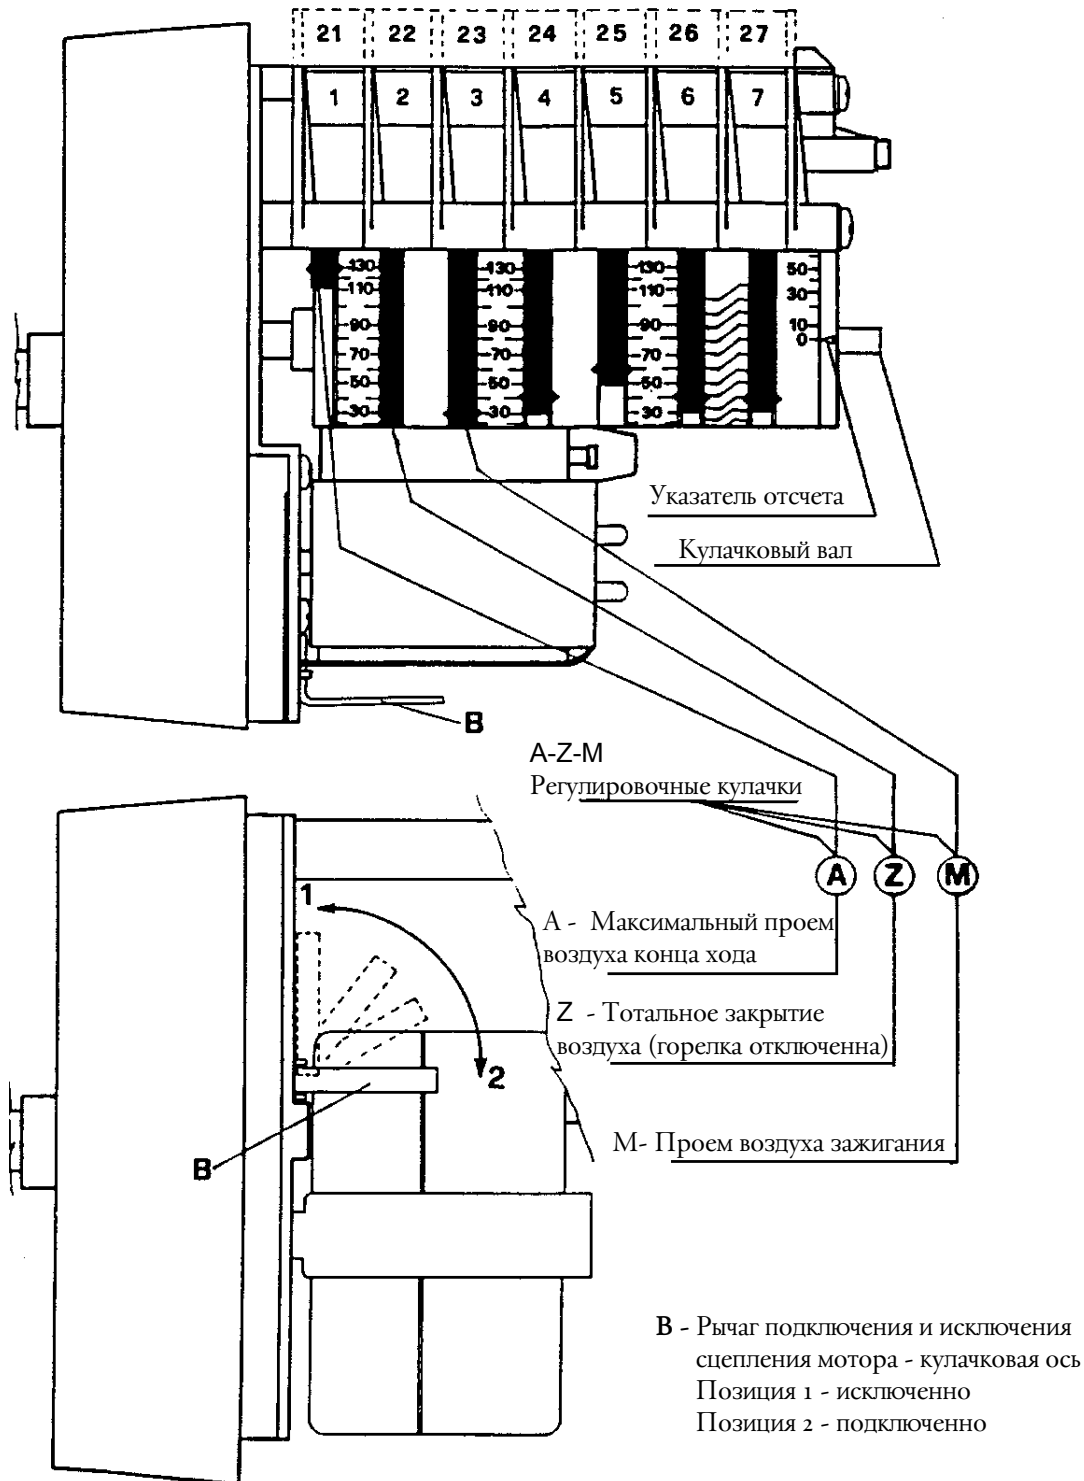 21 22 23 24 25 26 27
1 2 3 4 5 6 7
130 130 130 50
110 110 110 30
90 90 90 10
70 70 70 0
50 50 50
30 30 30
Указатель отсчета
Кулачковый вал
B
A-Z-M
Регулировочные кулачки
A Z M
1
A - Максимальный проем
воздуха конца хода
Z - Тотальное закрытие
воздуха (горелка отключенна)
2
M- Проем воздуха зажигания
B
B - Рычаг подключения и исключения
сцепления мотора - кулачковая ось
Позиция 1 - исключенно
Позиция 2 - подключенно